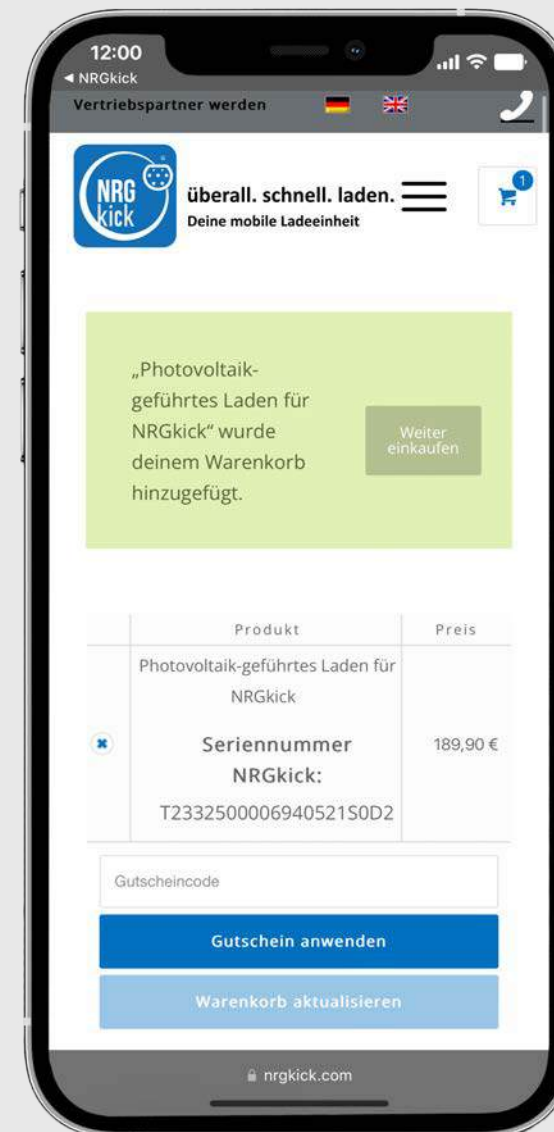 12:00
◀ NRGkick
Vertriebspartner werden
NRG
kick
überall. schnell. laden.
Deine mobile Ladeeinheit
1
„Photovoltaik-
geführtes Laden für
NRGkick“ wurde
deinem Warenkorb
hinzugefügt.
Weiter
einkaufen
Produkt Preis
Photovoltaik-geführtes Laden für
NRGkick
Seriennummer
NRGkick:
T2332500006940521S0D2
189,90 €
Gutscheincode
Gutschein anwenden
Warenkorb aktualisieren
nrgkick.com